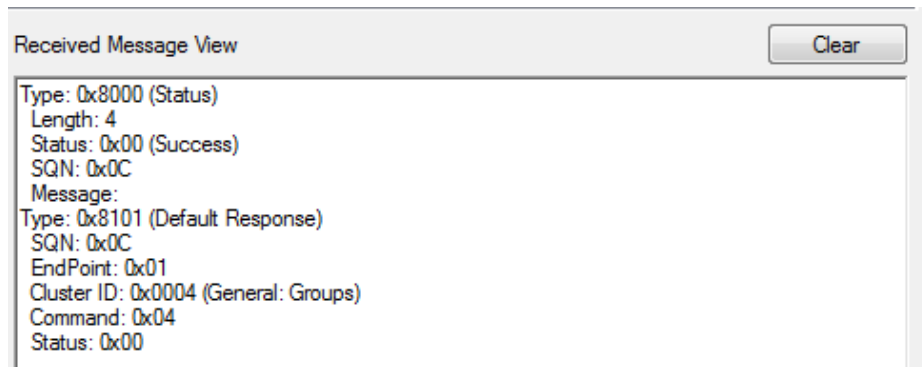 Received Message View
Clear
Type: 0x8000 (Status)
Length: 4
Status: 0x00 (Success)
SQN: 0x0C
Message:
Type: 0x8101 (Default Response)
SQN: 0x0C
EndPoint: 0x01
Cluster ID: 0x0004 (General: Groups)
Command: 0x04
Status: 0x00